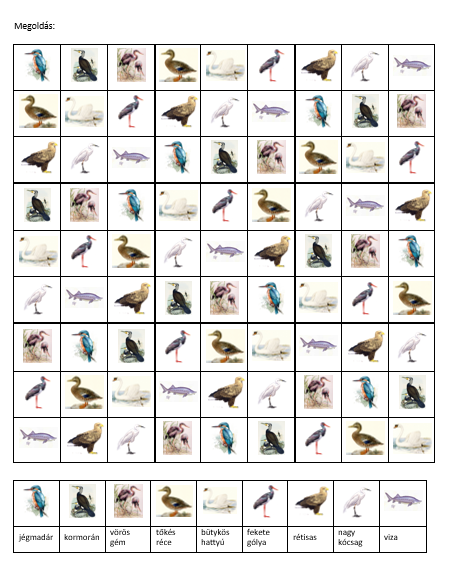 Megoldás:
jégmadár kormorán vörös gém tőkés réce bütykös hattyú fekete gólya rétisas nagy kócsag viza